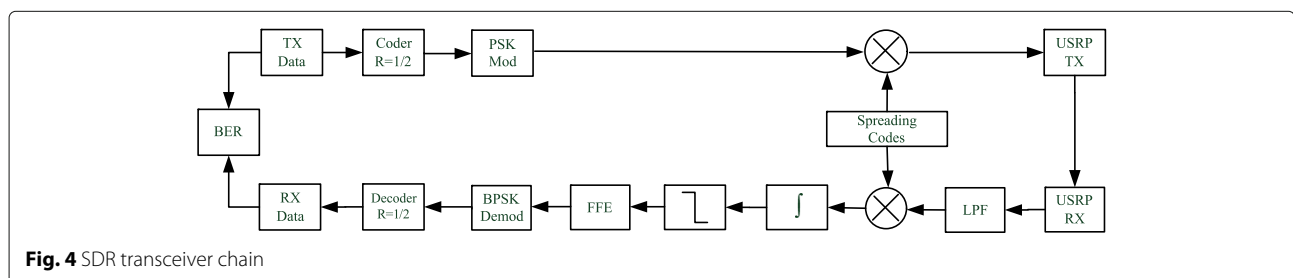 TX
Data
Coder
R=1/2
PSK
Mod
USRP
TX
BER
Spreading
Codes
RX
Data
Decoder
R=1/2
BPSK
Demod
FFE
∫
LPF
USRP
RX
Fig. 4 SDR transceiver chain